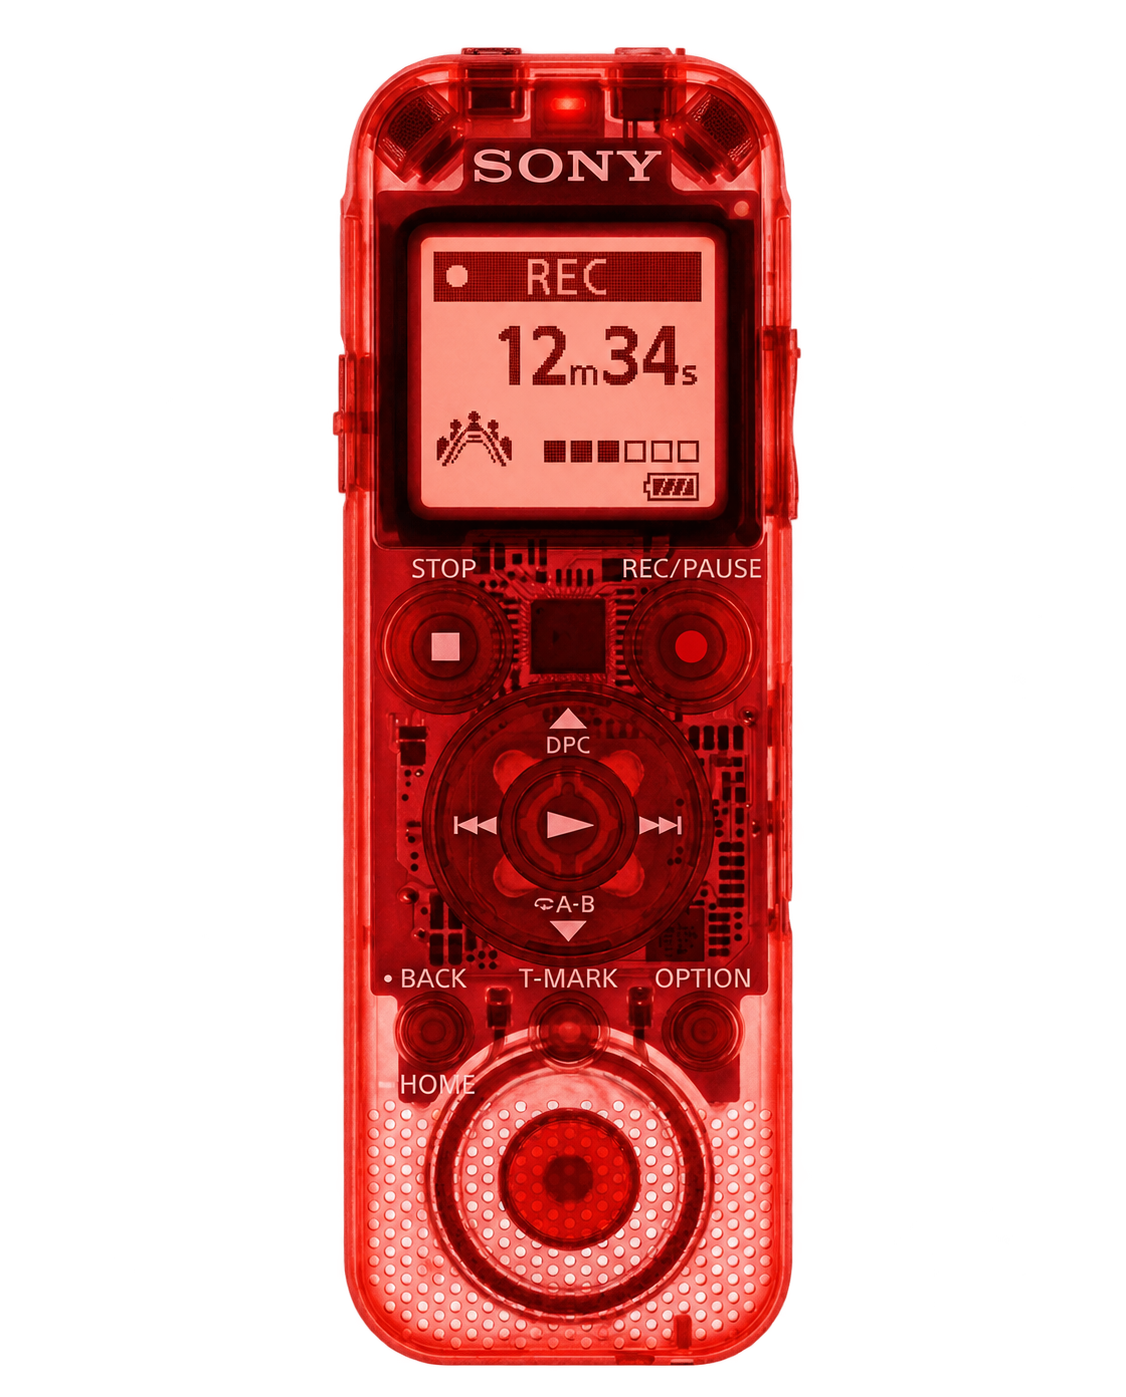 SONY
REC
12m34s
STOP
REC/PAUSE
DPC
A-B
BACK
T-MARK
OPTION
HOME